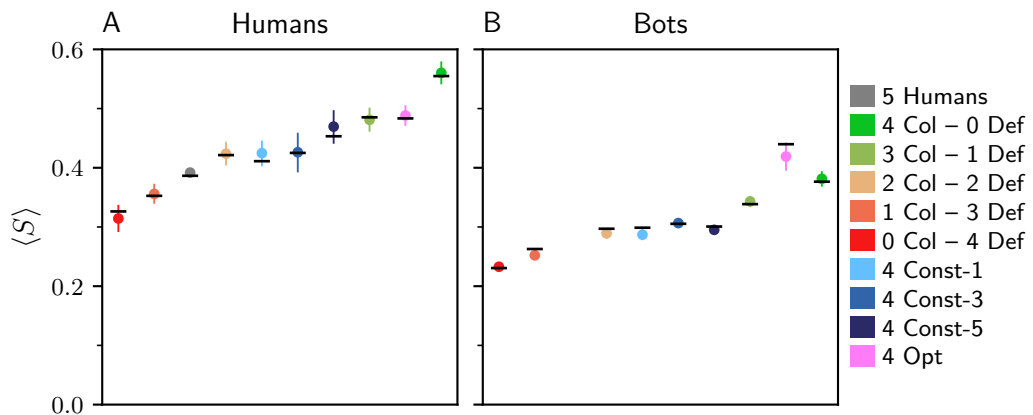 A Humans
B Bots
0.6
0.4
0.2
0.0
⟨S⟩
5 Humans
4 Col – 0 Def
3 Col – 1 Def
2 Col – 2 Def
1 Col – 3 Def
0 Col – 4 Def
4 Const-1
4 Const-3
4 Const-5
4 Opt